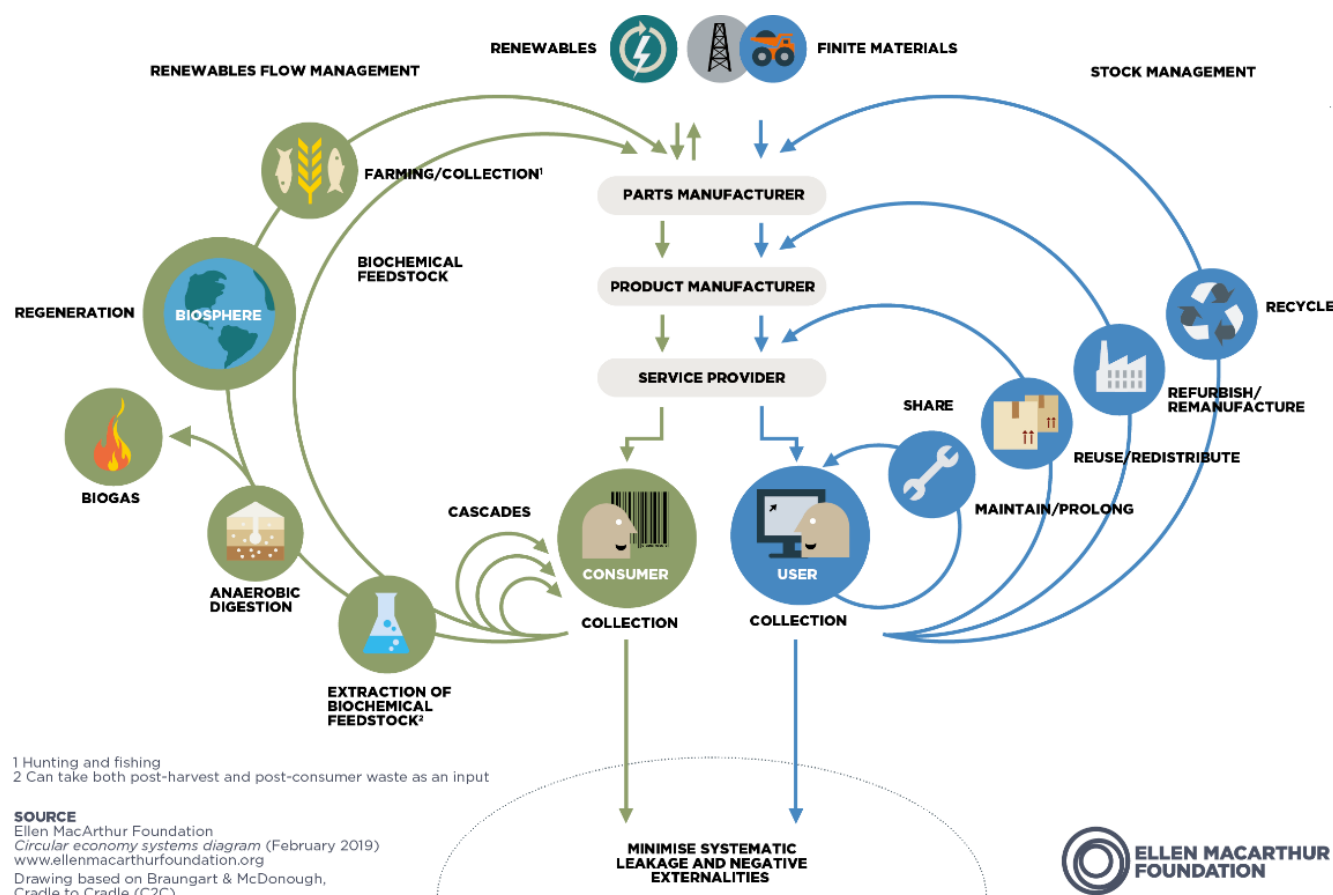 RENEWABLES
FINITE MATERIALS
RENEWABLES FLOW MANAGEMENT
STOCK MANAGEMENT
FARMING/COLLECTION¹
PARTS MANUFACTURER
BIOCHEMICAL
FEEDSTOCK
PRODUCT MANUFACTURER
REGENERATION
BIOSPHERE
RECYCLE
SERVICE PROVIDER
REFURBISH/
REMANUFACTURE
SHARE
REUSE/REDISTRIBUTE
BIOGAS
MAINTAIN/PROLONG
CASCADES
CONSUMER
USER
ANAEROBIC
DIGESTION
COLLECTION
COLLECTION
EXTRACTION OF
BIOCHEMICAL
FEEDSTOCK²
1 Hunting and fishing
2 Can take both post-harvest and post-consumer waste as an input
SOURCE
Ellen MacArthur Foundation
Circular economy systems diagram (February 2019)
www.ellenmacarthurfoundation.org
Drawing based on Braungart & McDonough,
Cradle to Cradle (C2C)
MINIMISE SYSTEMATIC
LEAKAGE AND NEGATIVE
EXTERNALITIES
ELLEN MACARTHUR
FOUNDATION